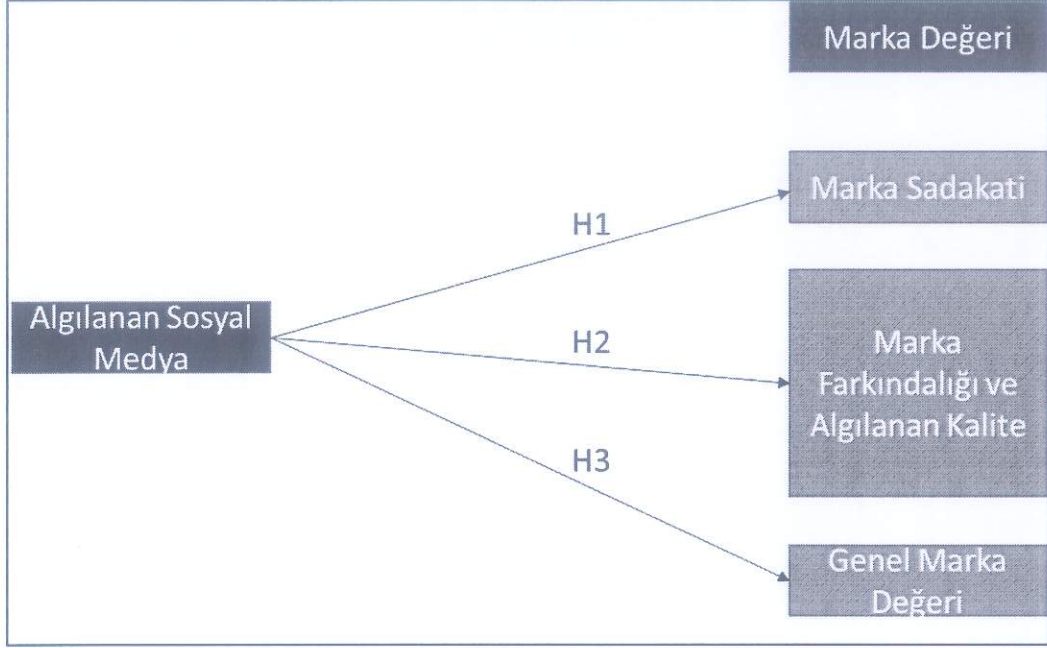 Marka Değeri
Marka Sadakati
H1
Algılanan Sosyal
Medya
H2
Marka
Farkındalığı ve
Algılanan Kalite
H3
Genel Marka
Değeri